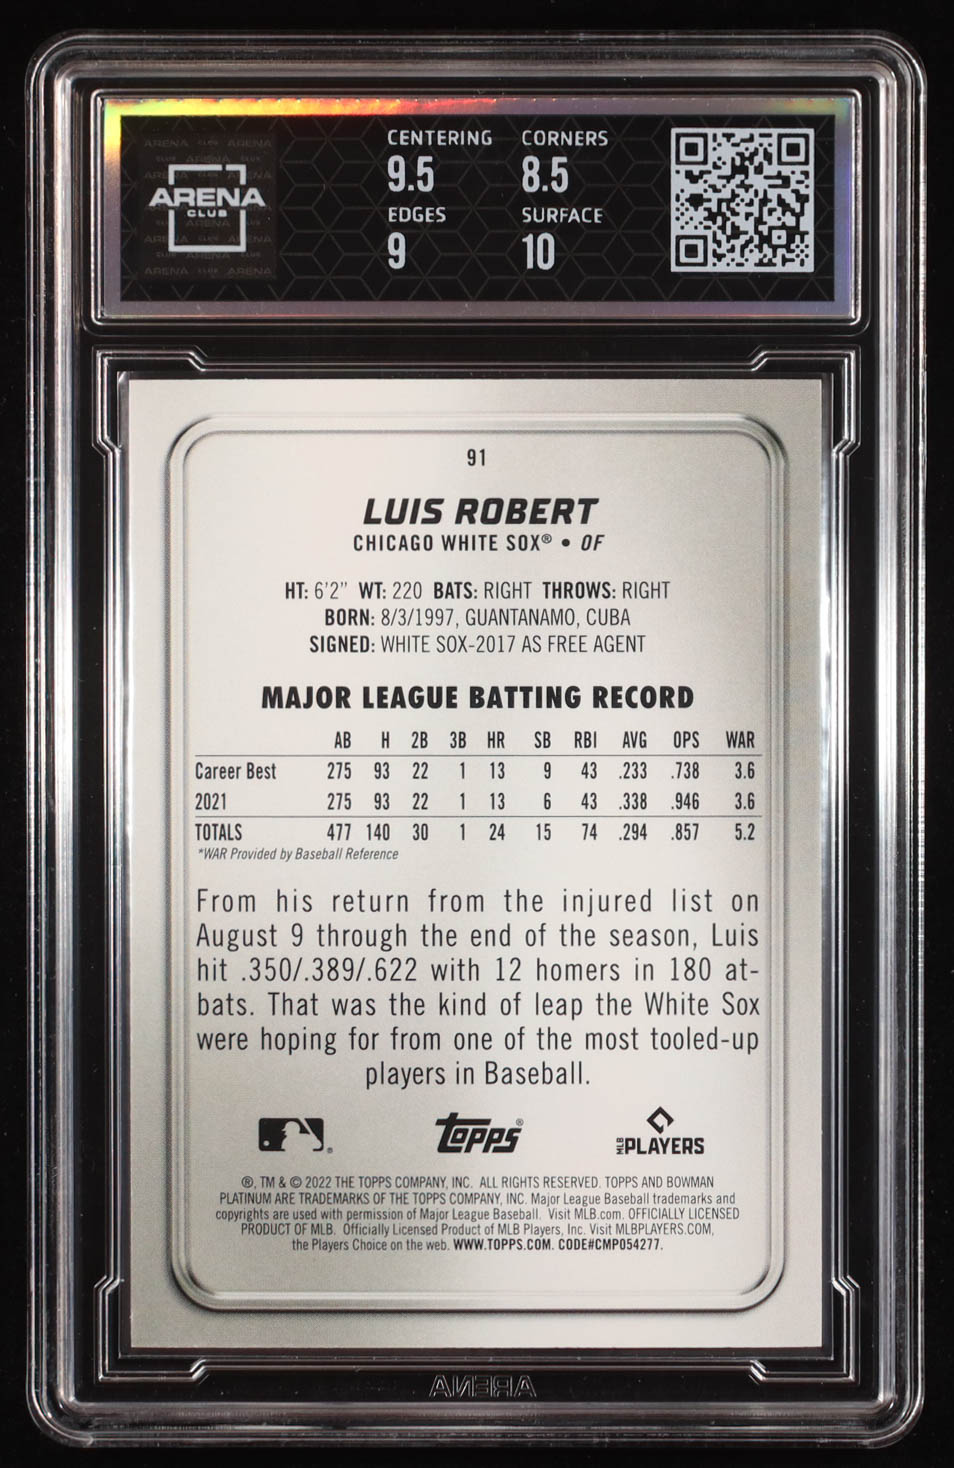 ARENA
CLUB
CENTERING
9.5
CORNERS
8.5
EDGES
9
SURFACE
10
91
LUIS ROBERT
CHICAGO WHITE SOX® • OF
HT: 6'2" WT: 220 BATS: RIGHT THROWS: RIGHT
BORN: 8/3/1997, GUANTANAMO, CUBA
SIGNED: WHITE SOX-2017 AS FREE AGENT
MAJOR LEAGUE BATTING RECORD
AB H 2B 3B HR SB RBI AVG OPS WAR
Career Best 275 93 22 1 13 9 43 .233 .738 3.6
2021 275 93 22 1 13 6 43 .338 .946 3.6
TOTALS 477 140 30 1 24 15 74 .294 .857 5.2
*WAR Provided by Baseball Reference
From his return from the injured list on
August 9 through the end of the season, Luis
hit .350/.389/.622 with 12 homers in 180 at-
bats. That was the kind of leap the White Sox
were hoping for from one of the most tooled-up
players in Baseball.
Topps®
MLB PLAYERS
®, TM & © 2022 THE TOPPS COMPANY, INC. ALL RIGHTS RESERVED. TOPPS AND BOWMAN
PLATINUM ARE TRADEMARKS OF THE TOPPS COMPANY, INC. Major League Baseball trademarks and
copyrights are used with permission of Major League Baseball. Visit MLB.com. OFFICIALLY LICENSED
PRODUCT OF MLB. Officially Licensed Product of MLB Players, Inc. Visit MLBPLAYERS.COM,
the Players Choice on the web. WWW.TOPPS.COM. CODE#CMP054277.
ARENA